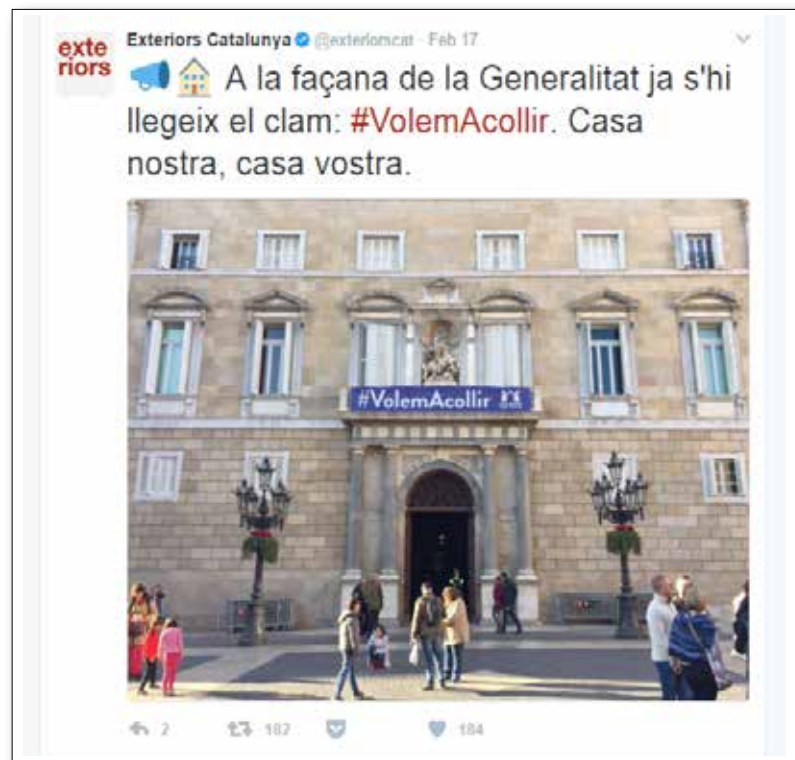 exte
riors
Exteriors Catalunya @exteriorscat · Feb 17
A la façana de la Generalitat ja s'hi
llegeix el clam: #VolemAcollir. Casa
nostra, casa vostra.
#VolemAcollir
2 182 184